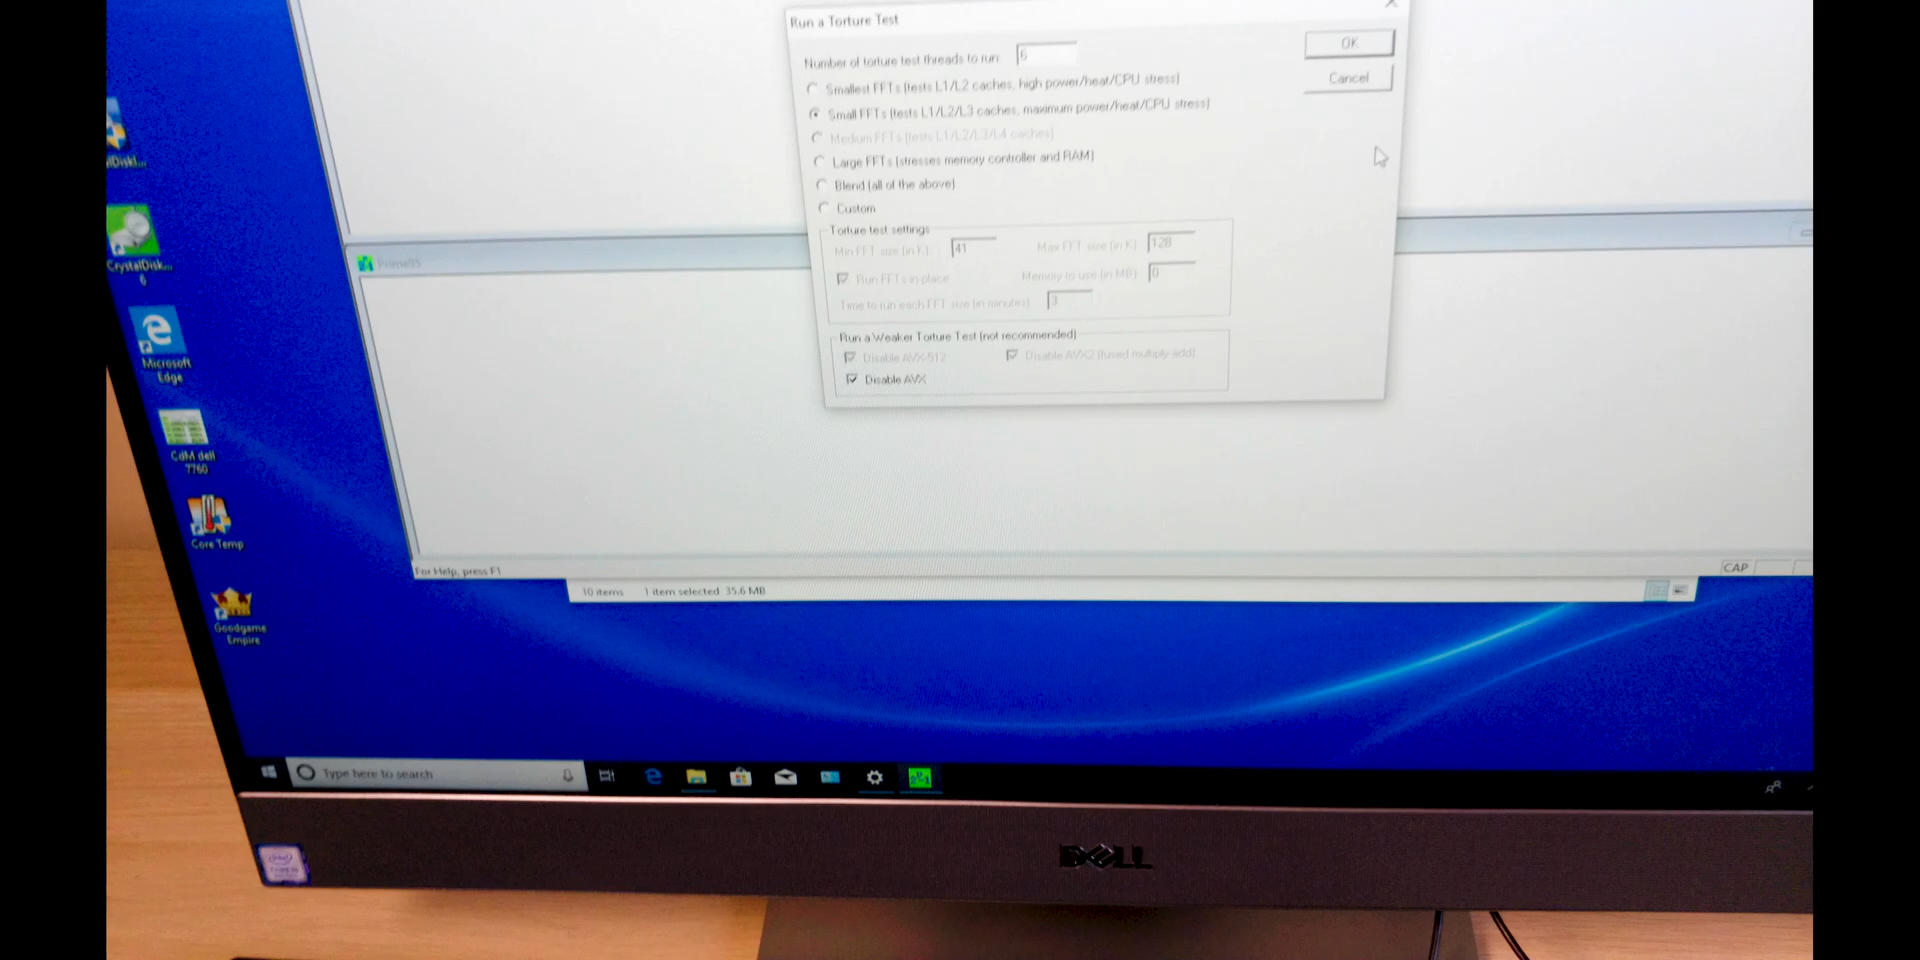 Run a Torture Test
Number of torture test threads to run: 6
OK
Cancel
Smallest FFTs (tests L1/L2 caches, high power/heat/CPU stress)
Small FFTs (tests L1/L2/L3 caches, maximum power/heat/CPU stress)
Medium FFTs (tests L1/L2/L3/L4 caches)
Large FFTs (stresses memory controller and RAM)
Blend (all of the above)
Custom
Torture test settings
Min FFT size (in K): 41
Max FFT size (in K): 128
Run FFTs in-place
Memory to use (in MB): 0
Time to run each FFT size (in minutes): 3
Run a Weaker Torture Test (not recommended)
Disable AVX-512
Disable AVX2 (fused multiply-add)
Disable AVX
Prime95
CrystalDisk...
6
Microsoft
Edge
CdM dell
7760
Core Temp
Goodgame
Empire
For Help, press F1
CAP
10 items 1 item selected 35.6 MB
Type here to search
DELL